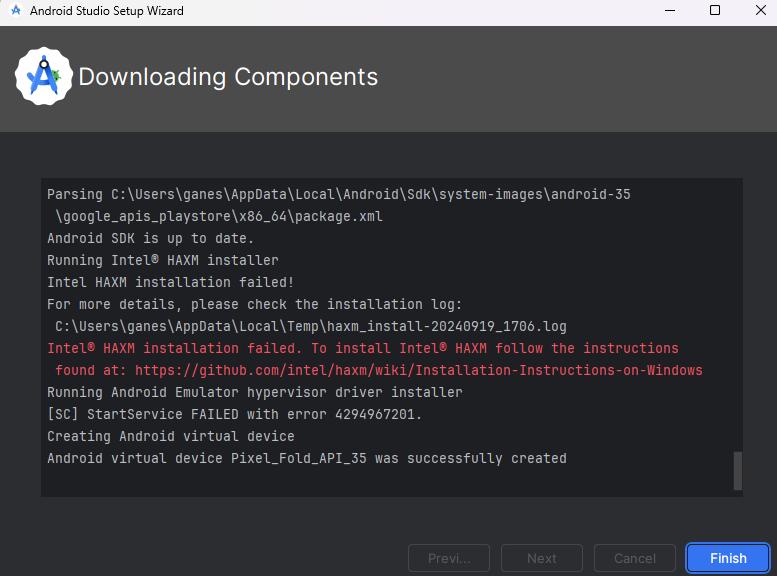 Android Studio Setup Wizard
Downloading Components
Parsing C:\Users\ganes\AppData\Local\Android\Sdk\system-images\android-35
\google_apis_playstore\x86_64\package.xml
Android SDK is up to date.
Running Intel® HAXM installer
Intel HAXM installation failed!
For more details, please check the installation log:
C:\Users\ganes\AppData\Local\Temp\haxm_install-20240919_1706.log
Intel® HAXM installation failed. To install Intel® HAXM follow the instructions
found at: https://github.com/intel/haxm/wiki/Installation-Instructions-on-Windows
Running Android Emulator hypervisor driver installer
[SC] StartService FAILED with error 4294967201.
Creating Android virtual device
Android virtual device Pixel_Fold_API_35 was successfully created
Previ... Next Cancel Finish